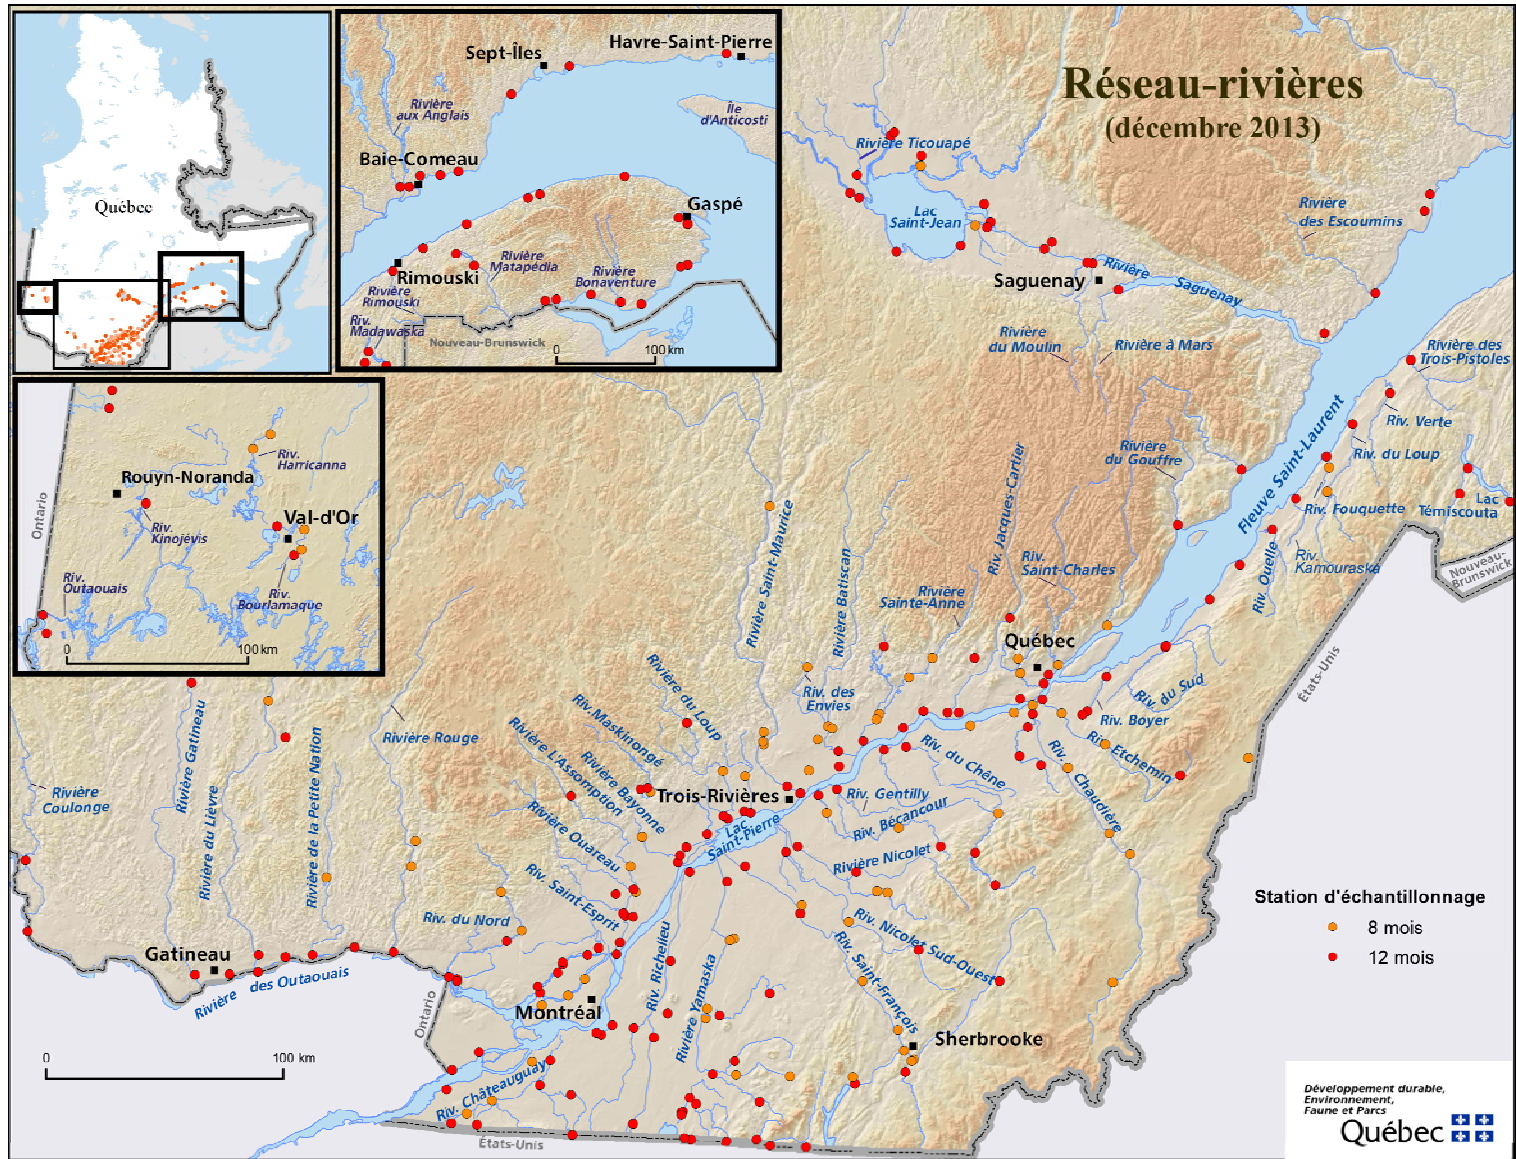 Réseau-rivières
(décembre 2013)
Québec
Sept-Îles
Havre-Saint-Pierre
Rivière
aux Anglais
Île
d'Anticosti
Baie-Comeau
Gaspé
Rimouski
Rivière
Matapédia
Rivière
Bonaventure
Rivière
Rimouski
Riv.
Madawaska
Nouveau-Brunswick
0
100 km
Rouyn-Noranda
Riv.
Harricanna
Val-d'Or
Ontario
Riv.
Kinojévis
Riv.
Outaouais
Riv.
Bourlamaque
0
100 km
Rivière Ticouapé
Lac
Saint-Jean
Rivière
des Escoumins
Saguenay
Rivière Saguenay
Rivière
du Moulin
Rivière à Mars
Rivière des
Trois-Pistoles
Riv. Verte
Riv. du Loup
Fleuve Saint-Laurent
Rivière
du Gouffre
Riv. Jacques-Cartier
Rivière Saint-Maurice
Rivière Batiscan
Riv.
Saint-Charles
Rivière
Sainte-Anne
Riv. Fouquette
Lac
Témiscouta
Riv.
Kamouraska
Riv. Ouelle
Nouveau-
Brunswick
Québec
États-Unis
Riv. du Sud
Riv. Boyer
Riv. Etchemin
Riv. des
Envies
Rivière du Loup
Riv. Maskinongé
Rivière L'Assomption
Rivière Bayonne
Rivière Ouareau
Riv. Saint-Esprit
Riv. du Nord
Rivière Rouge
Rivière de la Petite Nation
Rivière du Lièvre
Rivière Gatineau
Rivière
Coulonge
Trois-Rivières
Lac
Saint-Pierre
Riv. du Chêne
Riv. Gentilly
Riv. Bécancour
Riv. Chaudière
Rivière Nicolet
Riv. Nicolet Sud-Ouest
Riv. Saint-François
Riv. Richelieu
Rivière Yamaska
Gatineau
Rivière des Outaouais
Ontario
Montréal
Riv. Châteauguay
Sherbrooke
États-Unis
0
100 km
Station d'échantillonnage
8 mois
12 mois
Développement durable,
Environnement,
Faune et Parcs
Québec